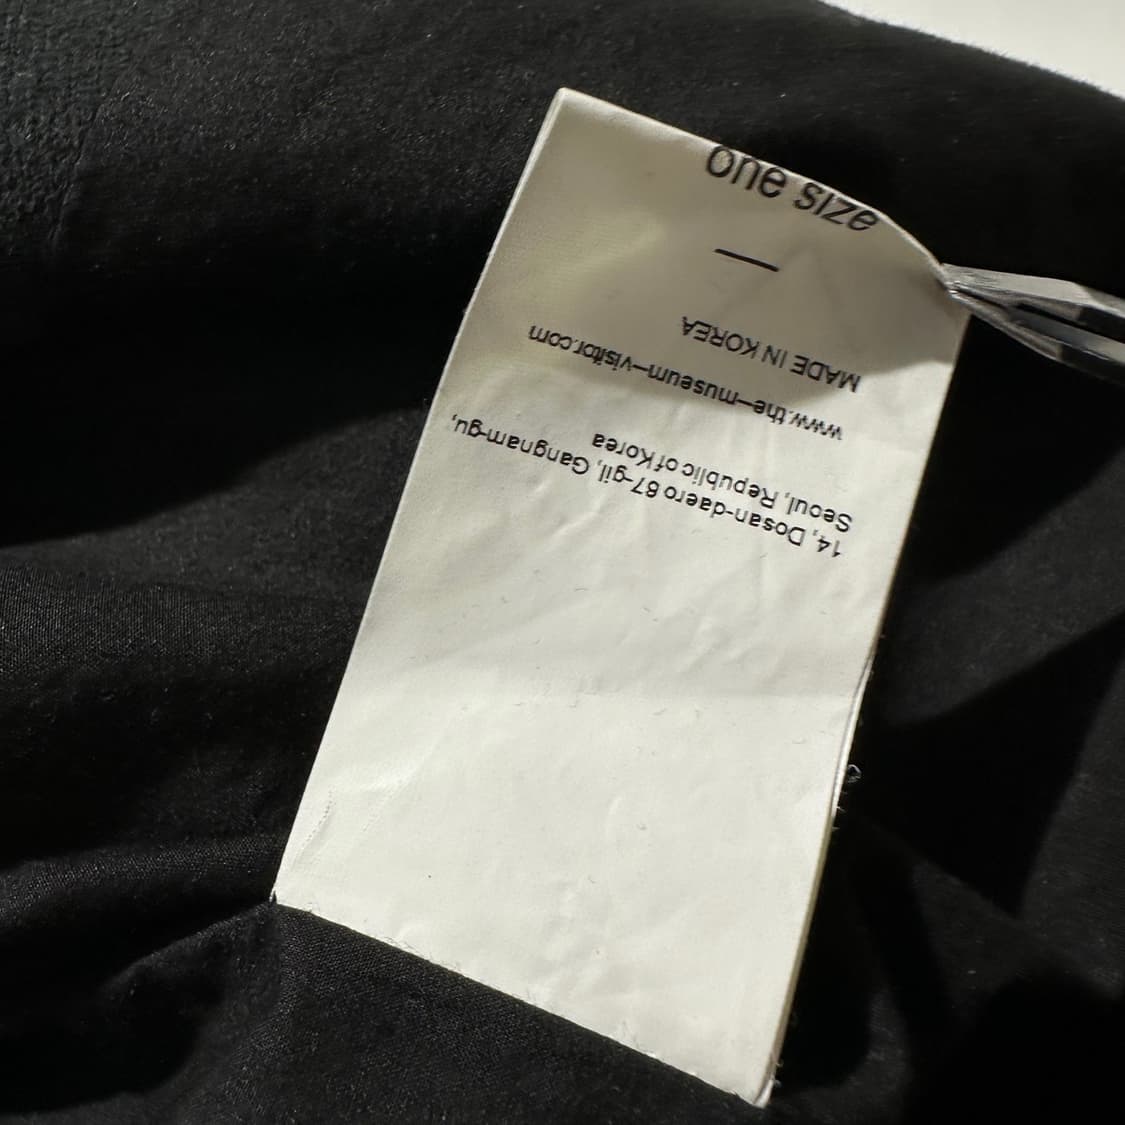 one size
14, Dosan-daero 87-gil, Gangnam-gu,
Seoul, Republic of Korea
www.the–museum–visitor.com
MADE IN KOREA